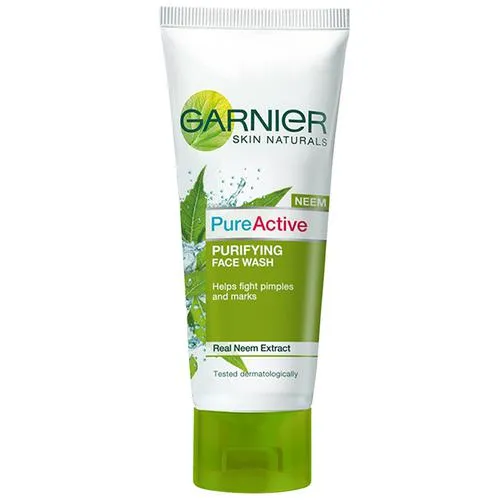 GARNIER
SKIN NATURALS
NEEM
PureActive
PURIFYING
FACE WASH
Helps fight pimples
and marks
Real Neem Extract
Tested dermatologically